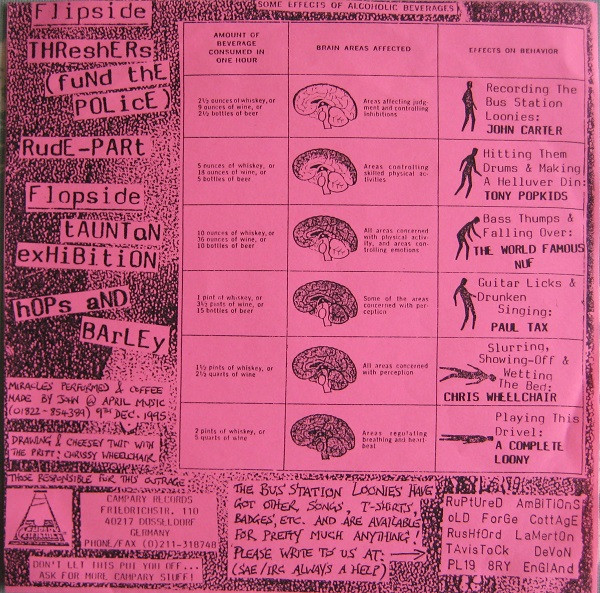 Flipside
THReshERs
(fuNd thE
POLicE)
RudE-PARt
Flopside
tAUNtoN
exHiBitiON
hOPs aND
BArLEy
MIRACLES PERFORMED & COFFEE
MADE BY JOHN @ APRIL MUSIC
(01822-854389) 9TH DEC. 1995
DRAWING & CHEESEY TWIT WITH
THE PRITT: CHRISSY WHEELCHAIR.
THOSE RESPONSIBLE FOR THIS OUTRAGE
CAMPARY RECORDS
FRIEDRICHSTR. 110
40217 DÜSSELDORF
GERMANY
PHONE/FAX (0)211-318748
DON'T LET THIS PUT YOU OFF...
ASK FOR MORE CAMPARY STUFF!
SOME EFFECTS OF ALCOHOLIC BEVERAGES
AMOUNT OF
BEVERAGE
CONSUMED IN
ONE HOUR
BRAIN AREAS AFFECTED
EFFECTS ON BEHAVIOR
2½ ounces of whiskey, or
9 ounces of wine, or
2½ bottles of beer
Areas affecting judg-
ment and controlling
inhibitions
Recording The
Bus Station
Loonies:
JOHN CARTER
5 ounces of whiskey, or
18 ounces of wine, or
5 bottles of beer
Areas controlling
skilled physical ac-
tivities
Hitting Them
Drums & Making
A Helluver Din:
TONY POPKIDS
10 ounces of whiskey, or
36 ounces of wine, or
10 bottles of beer
All areas concerned
with physical activ-
ity, and areas con-
trolling emotions
Bass Thumps &
Falling Over:
THE WORLD FAMOUS
NUF
1 pint of whiskey, or
3½ pints of wine, or
15 bottles of beer
Some of the areas
concerned with per-
ception
Guitar Licks &
Drunken
Singing:
PAUL TAX
1½ pints of whiskey, or
2½ quarts of wine
All areas concerned
with perception
Slurring,
Showing-Off &
Wetting
The Bed:
CHRIS WHEELCHAIR
2 pints of whiskey, or
5 quarts of wine
Areas regulating
breathing and heart-
beat
Playing This
Drivel:
A COMPLETE
LOONY
THE BUS STATION LOONIES HAVE
GOT OTHER SONGS, T-SHIRTS,
BADGES, ETC. AND ARE AVAILABLE
FOR PRETTY MUCH ANYTHING!
PLEASE WRITE TO US AT:
(SAE/IRC ALWAYS A HELP)
RuPtUReD AmBITiOnS
oLD ForGe CottAgE
RusHfOrd LaMertOn
TAvisTocK DeVoN
PL19 8RY EnGlAnd